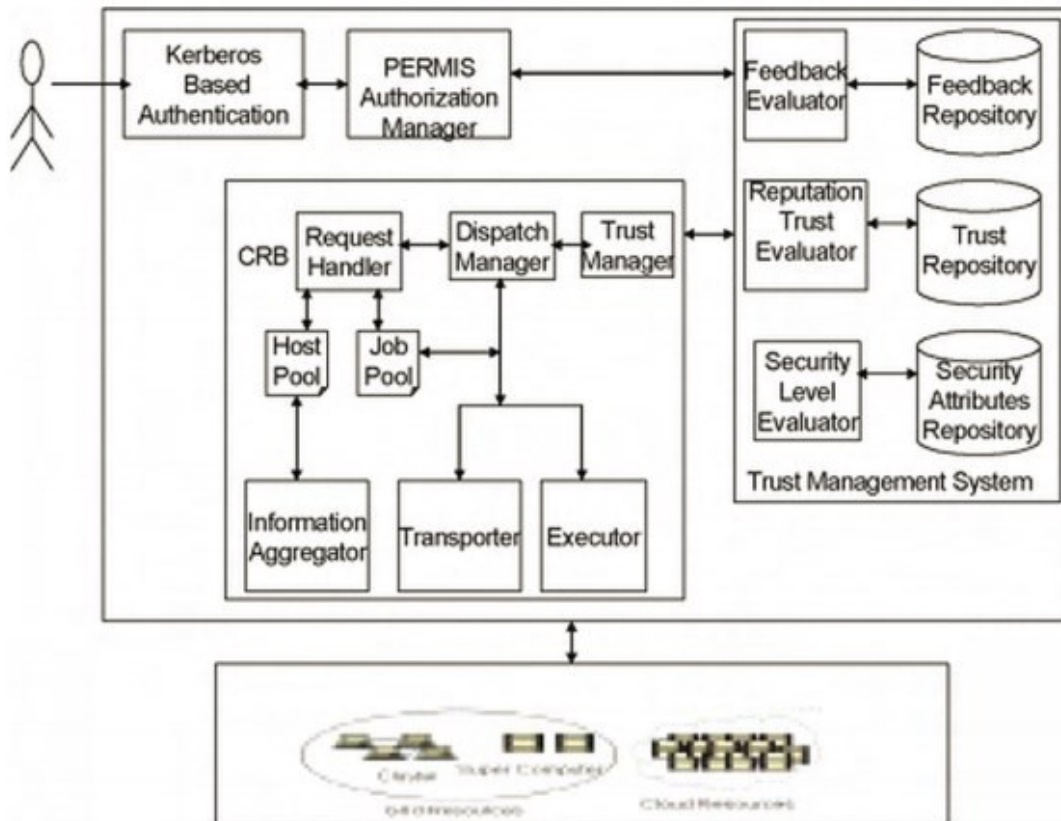 Kerberos
Based
Authentication
PERMIS
Authorization
Manager
Feedback
Evaluator
Feedback
Repository
Reputation
Trust
Evaluator
Trust
Repository
Security
Level
Evaluator
Security
Attributes
Repository
Trust Management System
CRB
Request
Handler
Dispatch
Manager
Trust
Manager
Host
Pool
Job
Pool
Information
Aggregator
Transporter
Executor
Cluster
Super Computer
Grid Resources
Cloud Resources